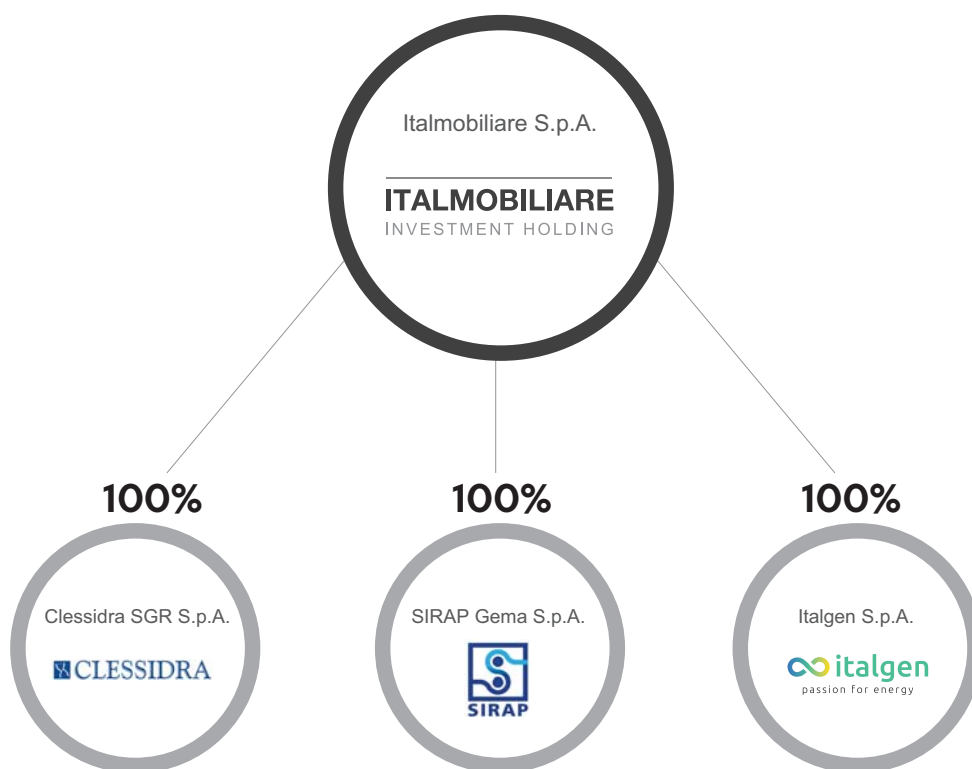 Italmobiliare S.p.A.
ITALMOBILIARE
INVESTMENT HOLDING
100%
100%
100%
Clessidra SGR S.p.A.
SIRAP Gema S.p.A.
Italgen S.p.A.
CLESSIDRA
SIRAP
italgen
passion for energy